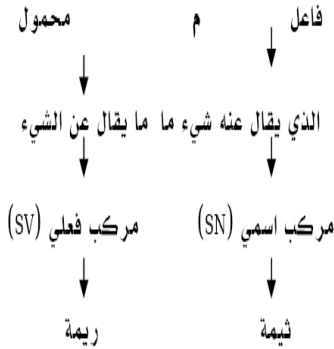 فاعل م محمول
الذي يقال عنه شيء ما ما يقال عن الشيء
مركب اسمي (SN) مركب فعلي (SV)
ثيمة ريمة